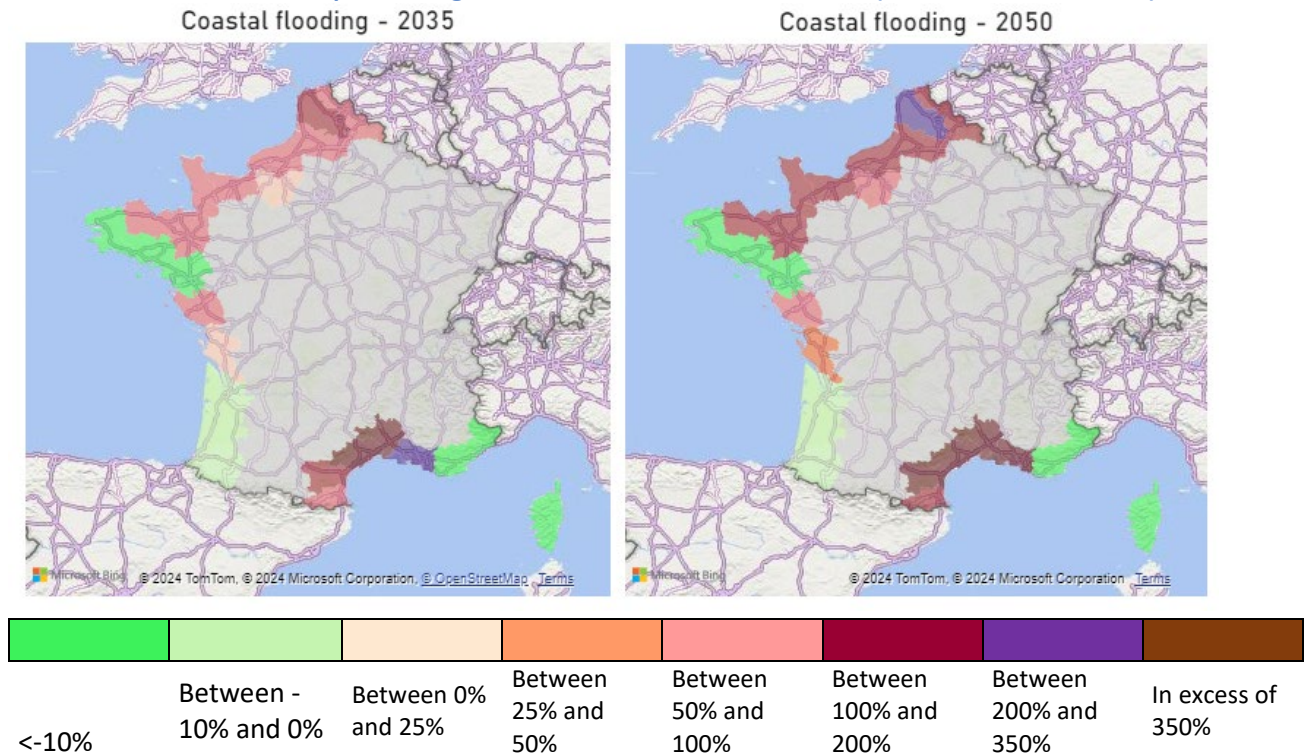 Coastal flooding - 2035
Coastal flooding - 2050
Microsoft Bing
© 2024 TomTom, © 2024 Microsoft Corporation, © OpenStreetMap Terms
Microsoft Bing
© 2024 TomTom, © 2024 Microsoft Corporation Terms
<-10%
Between -
10% and 0%
Between 0%
and 25%
Between
25% and
50%
Between
50% and
100%
Between
100% and
200%
Between
200% and
350%
In excess of
350%